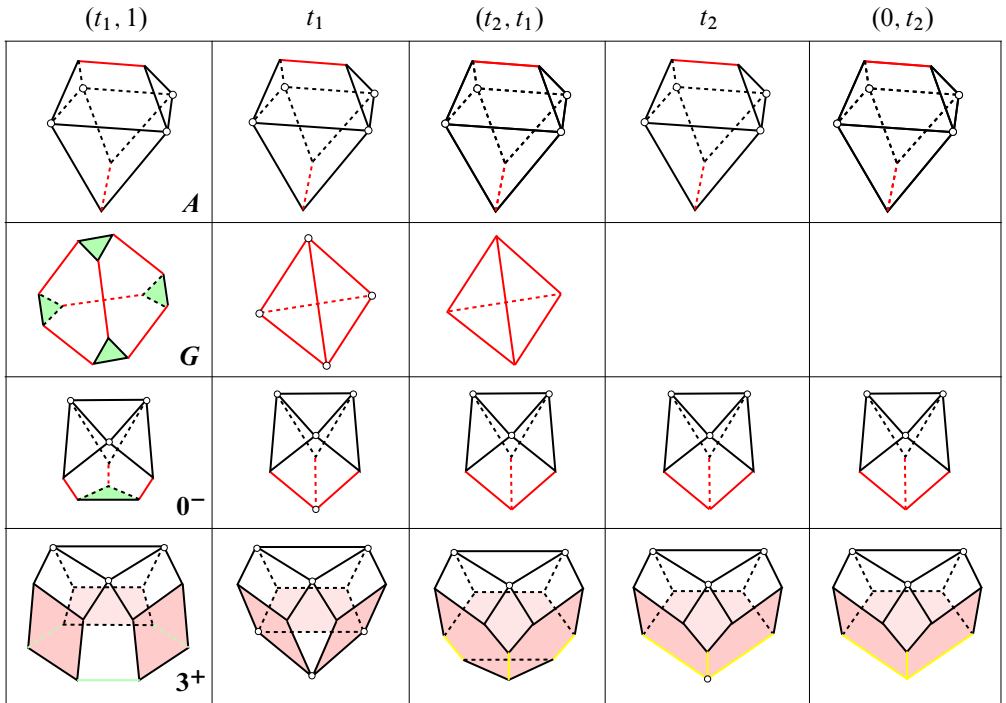 (t₁, 1) t₁ (t₂, t₁) t₂ (0, t₂)
A
G
0⁻
3⁺